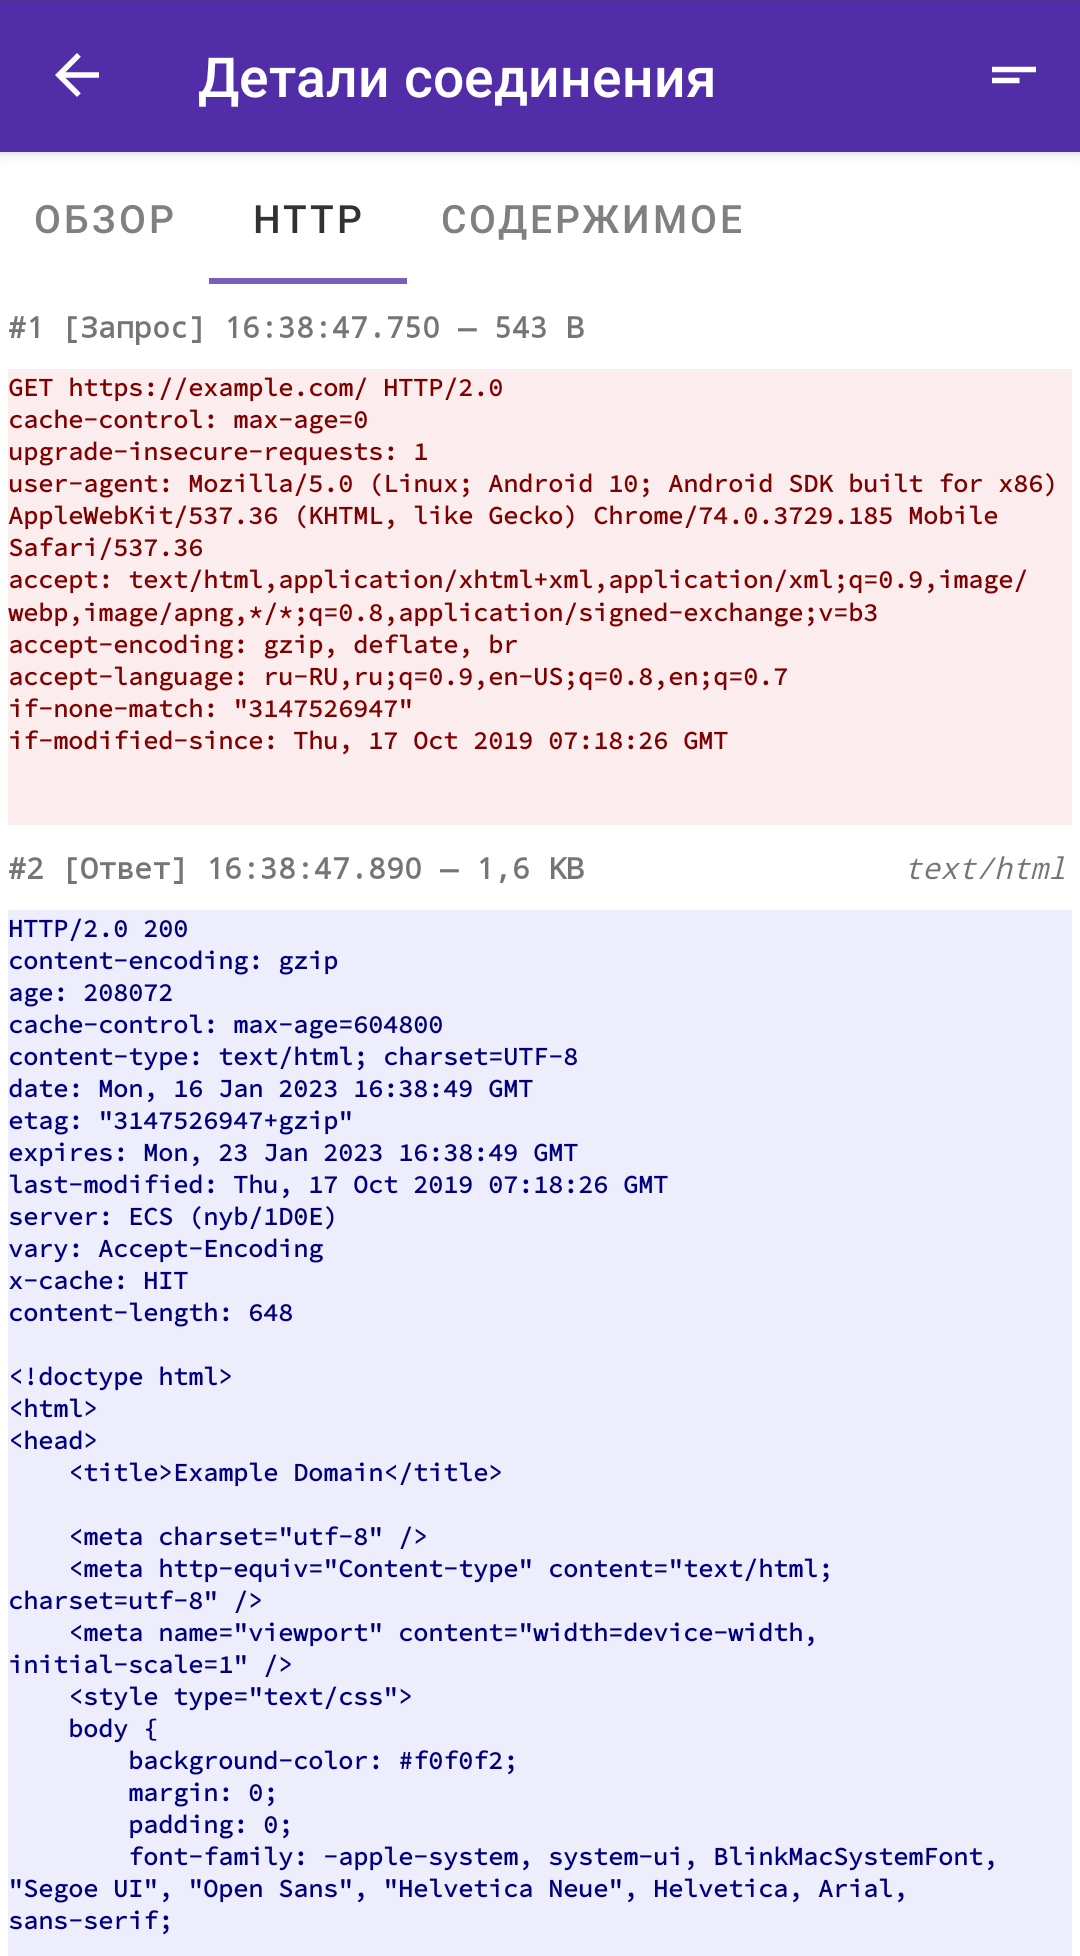 Детали соединения
ОБЗОР HTTP СОДЕРЖИМОЕ
#1 [Запрос] 16:38:47.750 — 543 B
GET https://example.com/ HTTP/2.0
cache-control: max-age=0
upgrade-insecure-requests: 1
user-agent: Mozilla/5.0 (Linux; Android 10; Android SDK built for x86)
AppleWebKit/537.36 (KHTML, like Gecko) Chrome/74.0.3729.185 Mobile
Safari/537.36
accept: text/html,application/xhtml+xml,application/xml;q=0.9,image/
webp,image/apng,*/*;q=0.8,application/signed-exchange;v=b3
accept-encoding: gzip, deflate, br
accept-language: ru-RU,ru;q=0.9,en-US;q=0.8,en;q=0.7
if-none-match: "3147526947"
if-modified-since: Thu, 17 Oct 2019 07:18:26 GMT
#2 [Ответ] 16:38:47.890 — 1,6 KB text/html
HTTP/2.0 200
content-encoding: gzip
age: 208072
cache-control: max-age=604800
content-type: text/html; charset=UTF-8
date: Mon, 16 Jan 2023 16:38:49 GMT
etag: "3147526947+gzip"
expires: Mon, 23 Jan 2023 16:38:49 GMT
last-modified: Thu, 17 Oct 2019 07:18:26 GMT
server: ECS (nyb/1D0E)
vary: Accept-Encoding
x-cache: HIT
content-length: 648
<!doctype html>
<html>
<head>
    <title>Example Domain</title>
    <meta charset="utf-8" />
    <meta http-equiv="Content-type" content="text/html;
charset=utf-8" />
    <meta name="viewport" content="width=device-width,
initial-scale=1" />
    <style type="text/css">
    body {
        background-color: #f0f0f2;
        margin: 0;
        padding: 0;
        font-family: -apple-system, system-ui, BlinkMacSystemFont,
"Segoe UI", "Open Sans", "Helvetica Neue", Helvetica, Arial,
sans-serif;